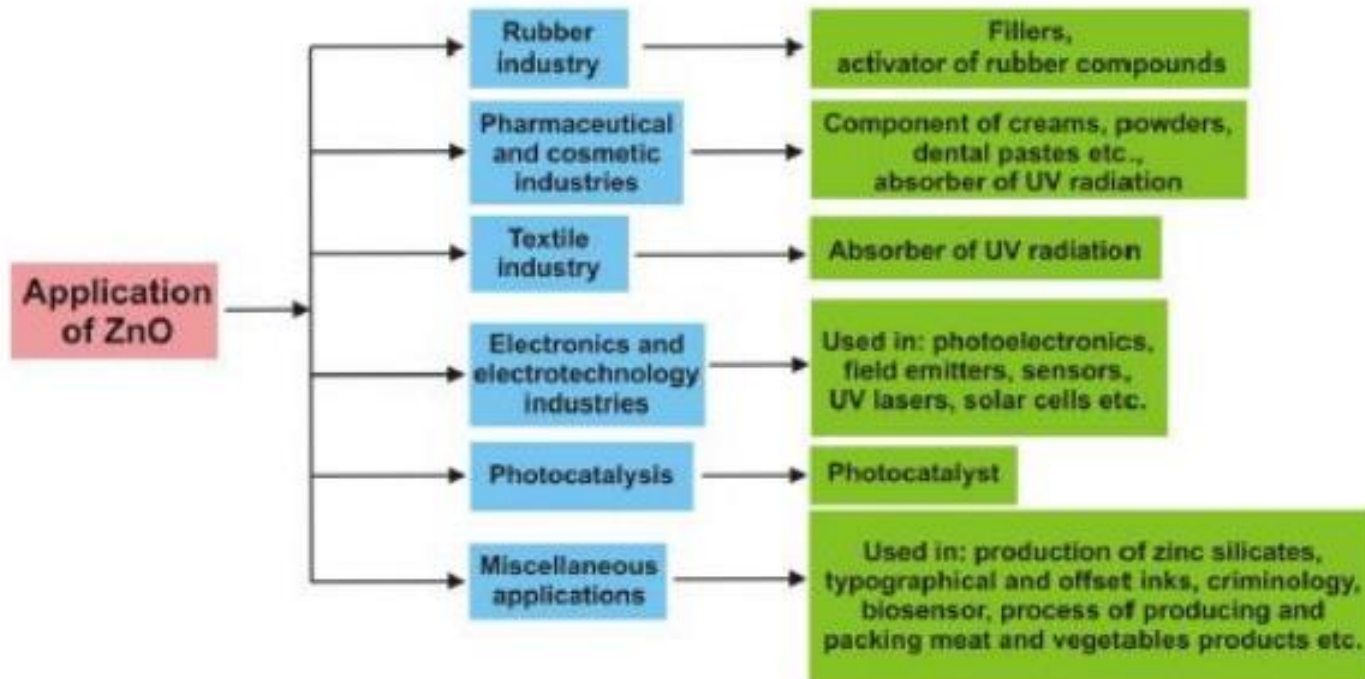 Application
of ZnO
Rubber
industry
Fillers,
activator of rubber compounds
Pharmaceutical
and cosmetic
industries
Component of creams, powders,
dental pastes etc.,
absorber of UV radiation
Textile
industry
Absorber of UV radiation
Electronics and
electrotechnology
industries
Used in: photoelectronics,
field emitters, sensors,
UV lasers, solar cells etc.
Photocatalysis
Photocatalyst
Miscellaneous
applications
Used in: production of zinc silicates,
typographical and offset inks, criminology,
biosensor, process of producing and
packing meat and vegetables products etc.